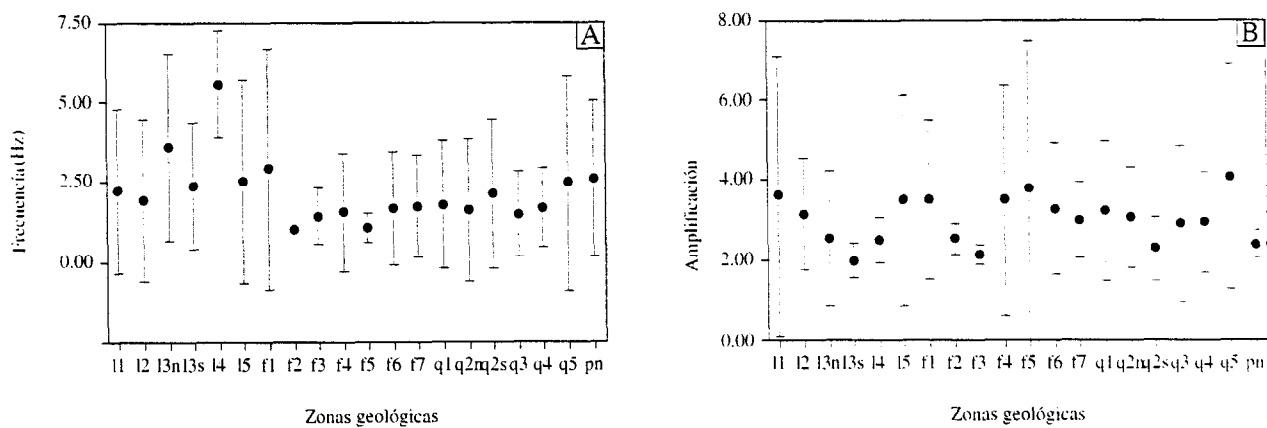 7.50
A
5.00
2.50
0.00
Frecuencia(Hz)
l1 l2 l3n l3s l4 l5 f1 f2 f3 f4 f5 f6 f7 q1 q2n q2s q3 q4 q5 pn
Zonas geológicas
8.00
B
6.00
4.00
2.00
0.00
Amplificación
l1 l2 l3n l3s l4 l5 f1 f2 f3 f4 f5 f6 f7 q1 q2n q2s q3 q4 q5 pn
Zonas geológicas